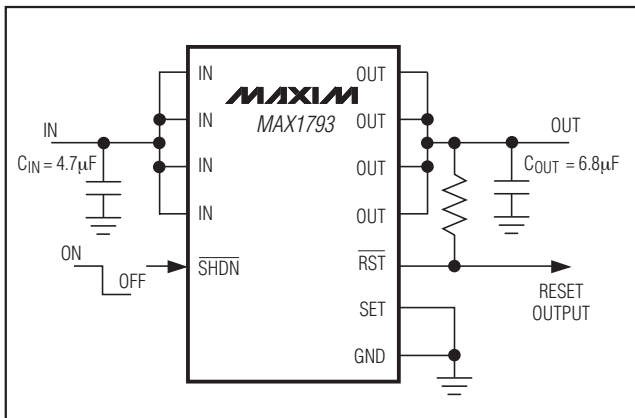 IN
C_IN = 4.7µF
ON
OFF
IN
IN
IN
IN
SHDN
MAXIM
MAX1793
OUT
OUT
OUT
OUT
RST
SET
GND
OUT
C_OUT = 6.8µF
RESET
OUTPUT